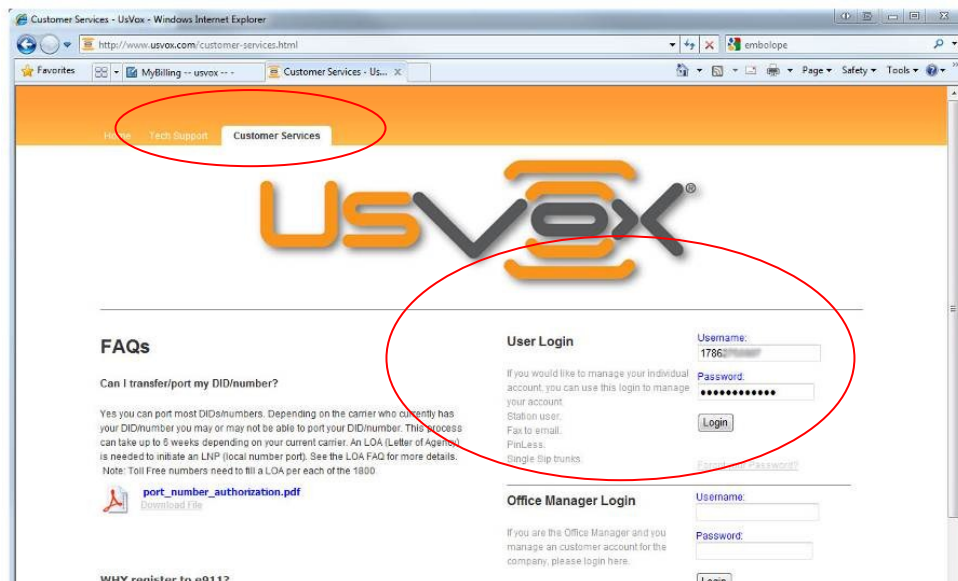 Customer Services - UsVox - Windows Internet Explorer
http://www.usvox.com/customer-services.html
embolope
Favorites
MyBilling -- usvox -- -
Customer Services - Us... x
Page
Safety
Tools
Home
Tech Support
Customer Services
UsVox®
FAQs
Can I transfer/port my DID/number?
Yes you can port most DIDs/numbers. Depending on the carrier who currently has
your DID/number you may or may not be able to port your DID/number. This process
can take up to 6 weeks depending on your current carrier. An LOA (Letter of Agency)
is needed to initiate an LNP (local number port). See the LOA FAQ for more details.
Note: Toll Free numbers need to fill a LOA per each of the 1800.
port_number_authorization.pdf
Download File
WHY register to e911?
User Login
If you would like to manage your individual
account, you can use this login to manage
your account.
Station user.
Fax to email.
PinLess.
Single Sip trunks.
Username:
1786
Password:
Login
Forgot your Password?
Office Manager Login
If you are the Office Manager and you
manage an customer account for the
company, please login here.
Username:
Password:
Login